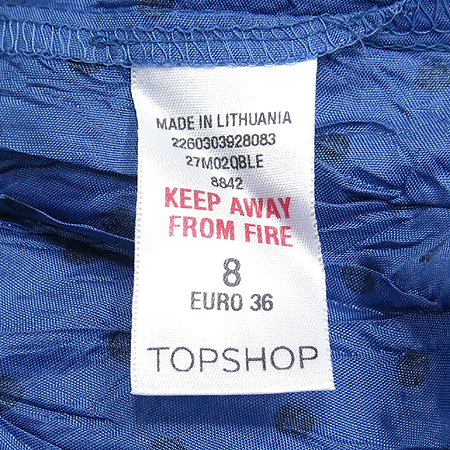 MADE IN LITHUANIA
2260303928083
27M02QBLE
8842
KEEP AWAY
FROM FIRE
8
EURO 36
TOPSHOP